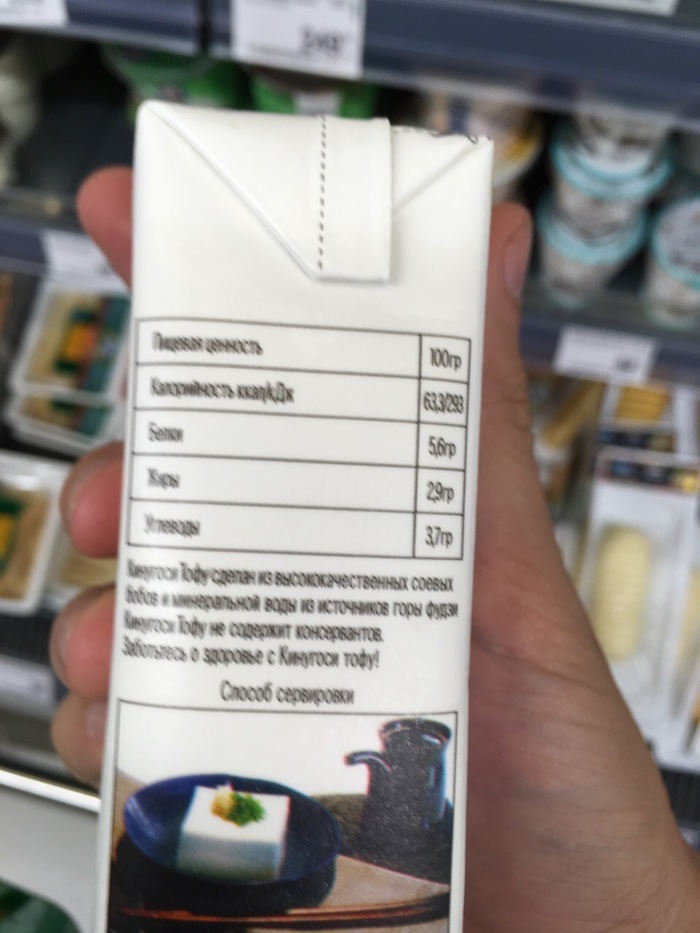 Пищевая ценность 100гр
Калорийность ккал/кДж 63,3/293
Белки 5,6гр
Жиры 2,9гр
Углеводы 3,7гр
Кинугоси Тофу сделан из высококачественных соевых
бобов и минеральной воды из источников горы фудзи
Кинугоси Тофу не содержит консервантов.
Заботьтесь о здоровье с Кинугоси тофу!
Способ сервировки